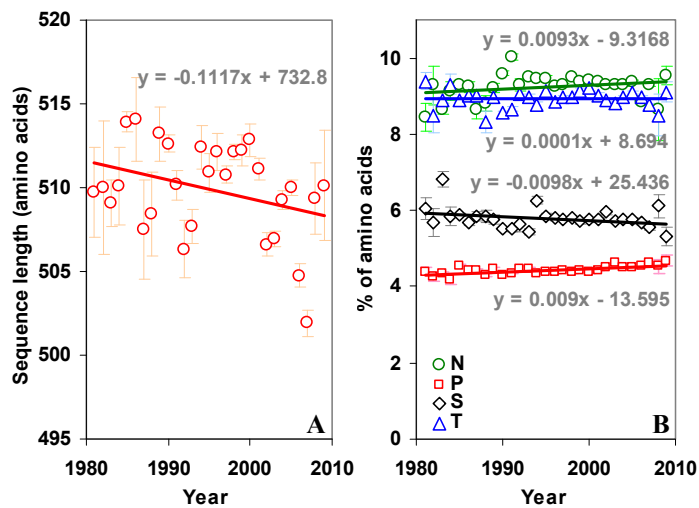 520
515
510
505
500
495
Sequence length (amino acids)
y = -0.1117x + 732.8
A
1980
1990
2000
2010
Year
10
8
6
4
2
0
% of amino acids
y = 0.0093x - 9.3168
y = 0.0001x + 8.694
y = -0.0098x + 25.436
y = 0.009x - 13.595
N
P
S
T
B
1980
1990
2000
2010
Year